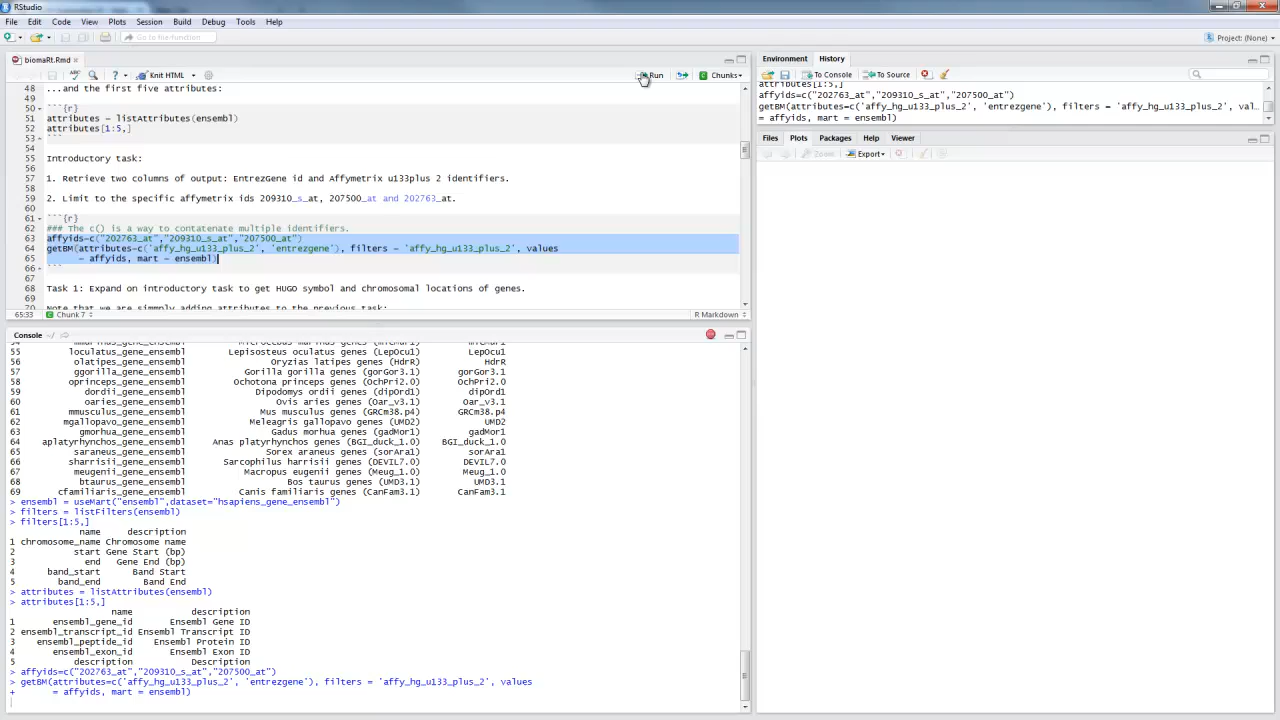 RStudio
File Edit Code View Plots Session Build Debug Tools Help
Go to file/function
Project: (None)
biomaRt.Rmd
Knit HTML
Run
Chunks
48 ...and the first five attributes:
49
50 ```{r}
51 attributes = listAttributes(ensembl)
52 attributes[1:5,]
53 ```
54
55 Introductory task:
56
57 1. Retrieve two columns of output: EntrezGene id and Affymetrix u133plus 2 identifiers.
58
59 2. Limit to the specific affymetrix ids 209310_s_at, 207500_at and 202763_at.
60
61 ```{r}
62 ### The c() is a way to contatenate multiple identifiers.
63 affyids=c("202763_at","209310_s_at","207500_at")
64 getBM(attributes=c('affy_hg_u133_plus_2', 'entrezgene'), filters = 'affy_hg_u133_plus_2', values
65 = affyids, mart = ensembl)
66 ```
67
68 Task 1: Expand on introductory task to get HUGO symbol and chromosomal locations of genes.
69
70 Note that we are simmply adding attributes to the previous task:
65:33 Chunk 7
R Markdown
Console ~/
55 loculatus_gene_ensembl Lepisosteus oculatus genes (LepOcu1) LepOcu1
56 olatipes_gene_ensembl Oryzias latipes genes (HdrR) HdrR
57 ggorilla_gene_ensembl Gorilla gorilla genes (gorGor3.1) gorGor3.1
58 oprinceps_gene_ensembl Ochotona princeps genes (OchPri2.0) OchPri2.0
59 dordii_gene_ensembl Dipodomys ordii genes (dipOrd1) dipOrd1
60 oaries_gene_ensembl Ovis aries genes (Oar_v3.1) Oar_v3.1
61 mmusculus_gene_ensembl Mus musculus genes (GRCm38.p4) GRCm38.p4
62 mgallopavo_gene_ensembl Meleagris gallopavo genes (UMD2) UMD2
63 gmorhua_gene_ensembl Gadus morhua genes (gadMor1) gadMor1
64 aplatyrhynchos_gene_ensembl Anas platyrhynchos genes (BGI_duck_1.0) BGI_duck_1.0
65 saraneus_gene_ensembl Sorex araneus genes (sorAra1) sorAra1
66 sharrisii_gene_ensembl Sarcophilus harrisii genes (DEVIL7.0) DEVIL7.0
67 meugenii_gene_ensembl Macropus eugenii genes (Meug_1.0) Meug_1.0
68 btaurus_gene_ensembl Bos taurus genes (UMD3.1) UMD3.1
69 cfamiliaris_gene_ensembl Canis familiaris genes (CanFam3.1) CanFam3.1
> ensembl = useMart("ensembl",dataset="hsapiens_gene_ensembl")
> filters = listFilters(ensembl)
> filters[1:5,]
name description
1 chromosome_name Chromosome name
2 start Gene Start (bp)
3 end Gene End (bp)
4 band_start Band Start
5 band_end Band End
> attributes = listAttributes(ensembl)
> attributes[1:5,]
name description
1 ensembl_gene_id Ensembl Gene ID
2 ensembl_transcript_id Ensembl Transcript ID
3 ensembl_peptide_id Ensembl Protein ID
4 ensembl_exon_id Ensembl Exon ID
5 description Description
> affyids=c("202763_at","209310_s_at","207500_at")
> getBM(attributes=c('affy_hg_u133_plus_2', 'entrezgene'), filters = 'affy_hg_u133_plus_2', values
+ = affyids, mart = ensembl)
Environment History
To Console To Source
attributes[1:5,]
affyids=c("202763_at","209310_s_at","207500_at")
getBM(attributes=c('affy_hg_u133_plus_2', 'entrezgene'), filters = 'affy_hg_u133_plus_2', val…
= affyids, mart = ensembl)
Files Plots Packages Help Viewer
Zoom Export